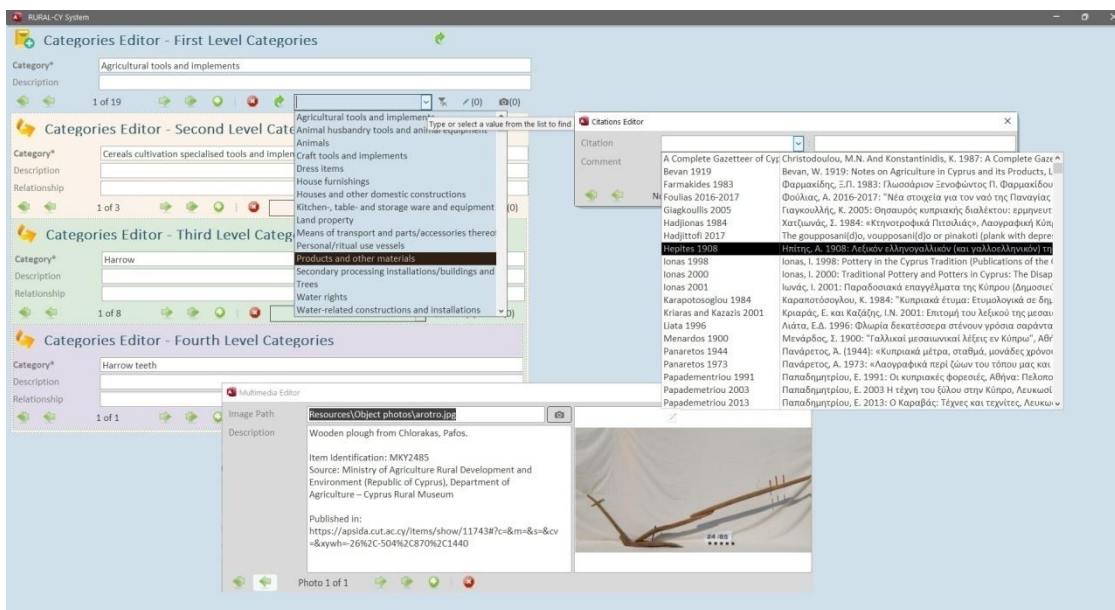 RURAL-CY System
Categories Editor - First Level Categories
Category* Agricultural tools and implements
Description
1 of 19 (0) (0)
Agricultural tools and implements
Type or select a value from the list to find
Animal husbandry tools and animal equipment
Animals
Craft tools and implements
Dress items
House furnishings
Houses and other domestic constructions
Kitchen-, table- and storage ware and equipment
Land property
Means of transport and parts/accessories thereof
Personal/ritual use vessels
Products and other materials
Secondary processing installations/buildings and
Trees
Water rights
Water-related constructions and installations
Categories Editor - Second Level Cate
Category* Cereals cultivation specialised tools and implen
Description
Relationship
1 of 3
Categories Editor - Third Level Categ
Category* Harrow
Description
Relationship
1 of 8
Categories Editor - Fourth Level Categories
Category* Harrow teeth
Description
Relationship
1 of 1
Citations Editor
Citation
Comment
A Complete Gazetteer of Cyp Christodoulou, M.N. And Konstantinidis, K. 1987: A Complete Gaze
Bevan 1919 Bevan, W. 1919: Notes on Agriculture in Cyprus and Its Products, L
Farmakides 1983 Φαρμακίδης, Ξ.Π. 1983: Γλωσσάριον Ξενοφώντος Π. Φαρμακίδου
Foulias 2016-2017 Φούλιας, Α. 2016-2017: "Νέα στοιχεία για τον ναό της Παναγίας
Giagkoullis 2005 Γιαγκουλλής, Κ. 2005: Θησαυρός κυπριακής διαλέκτου: ερμηνευτ
Hadjionas 1984 Χατζιωνάς, Σ. 1984: «Κτηνοτροφικά Πιτσιλιάς», Λαογραφική Κύπ
Hadjittofi 2017 The goupposani(d)o, voupposani(d)o or pinakoti (plank with depre
Hepites 1908 Ηπίτης, Α. 1908: Λεξικόν ελληνογαλλικόν (και γαλλοελληνικόν) τη
Ionas 1998 Ionas, I. 1998: Pottery in the Cyprus Tradition (Publications of the
Ionas 2000 Ionas, I. 2000: Traditional Pottery and Potters in Cyprus: The Disap
Ionas 2001 Ιωνάς, Ι. 2001: Παραδοσιακά επαγγέλματα της Κύπρου (Δημοσιε
Karapotosoglou 1984 Καραποτόσογλου, Κ. 1984: "Κυπριακά έτυμα: Ετυμολογικά σε δημ
Kriaras and Kazazis 2001 Κριαράς, Ε. και Καζάζης, Ι.Ν. 2001: Επιτομή του λεξικού της μεσαι
Liata 1996 Λιάτα, Ε.Δ. 1996: Φλωρία δεκατέσσερα στένουν γρόσια σαράντα
Menardos 1900 Μενάρδος, Σ. 1900: "Γαλλικαί μεσαιωνικαί λέξεις εν Κύπρω", Αθή
Panaretos 1944 Πανάρετος, Ά. (1944): «Κυπριακά μέτρα, σταθμά, μονάδες χρόνοι
Panaretos 1973 Πανάρετος, Α. 1973: «Λαογραφικά περί ζώων του τόπου μας και
Papadementriou 1991 Παπαδημητρίου, Ε. 1991: Οι κυπριακές φορεσιές, Αθήνα: Πελοπο
Papademetriou 2003 Παπαδημητρίου, Ε. 2003 Η τέχνη του ξύλου στην Κύπρο, Λευκωσί
Papademetriou 2013 Παπαδημητρίου, Ε. 2013: Ο Καραβάς: Τέχνες και τεχνίτες, Λευκω
Multimedia Editor
Image Path Resources\Object photos\arotro.jpg
Description Wooden plough from Chlorakas, Pafos.
Item Identification: MKY2485
Source: Ministry of Agriculture Rural Development and
Environment (Republic of Cyprus), Department of
Agriculture – Cyprus Rural Museum
Published in:
https://apsida.cut.ac.cy/items/show/11743#?c=&m=&s=&cv
=&xywh=-26%2C-504%2C870%2C1440
24/85
Photo 1 of 1